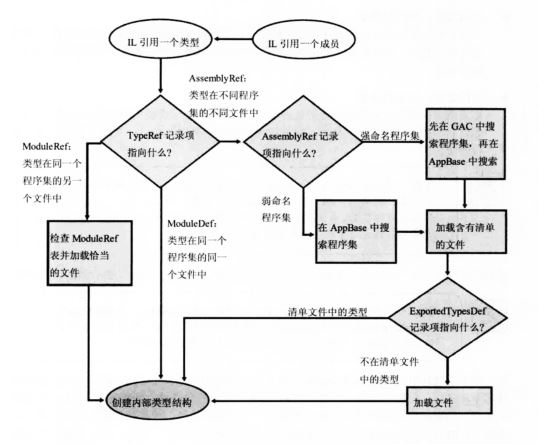 IL 引用一个类型
IL 引用一个成员
AssemblyRef：
类型在不同程序
集的不同文件中
TypeRef 记录项
指向什么？
AssemblyRef 记录
项指向什么？
强命名程序集
先在 GAC 中搜
索程序集，再在
AppBase 中搜索
ModuleRef：
类型在同一个
程序集的另一
个文件中
弱命名
程序集
ModuleDef：
类型在同一个
程序集的同一
个文件中
检查 ModuleRef
表并加载恰当
的文件
在 AppBase 中搜
索程序集
加载含有清单
的文件
清单文件中的类型
ExportedTypesDef
记录项指向什么？
不在清单文件
中的类型
创建内部类型结构
加载文件